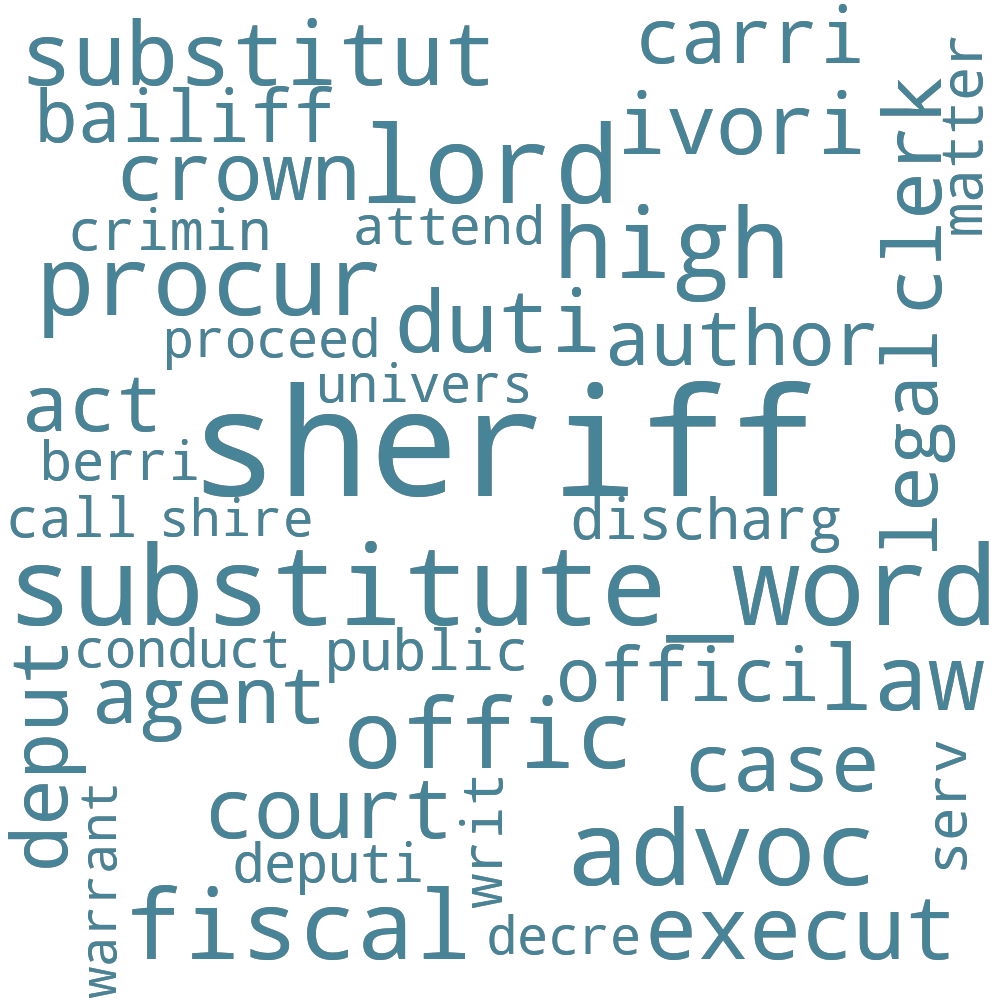 substitut
carri
bailiff
ivori
matter
clerk
crown
lord
crimin
attend
high
procur
duti
proceed
author
legal
univers
act
sheriff
berri
call
shire
discharg
substitute_word
conduct
public
deput
agent
offici
law
offic
case
serv
court
writ
warrant
deputi
advoc
fiscal
decre
execut